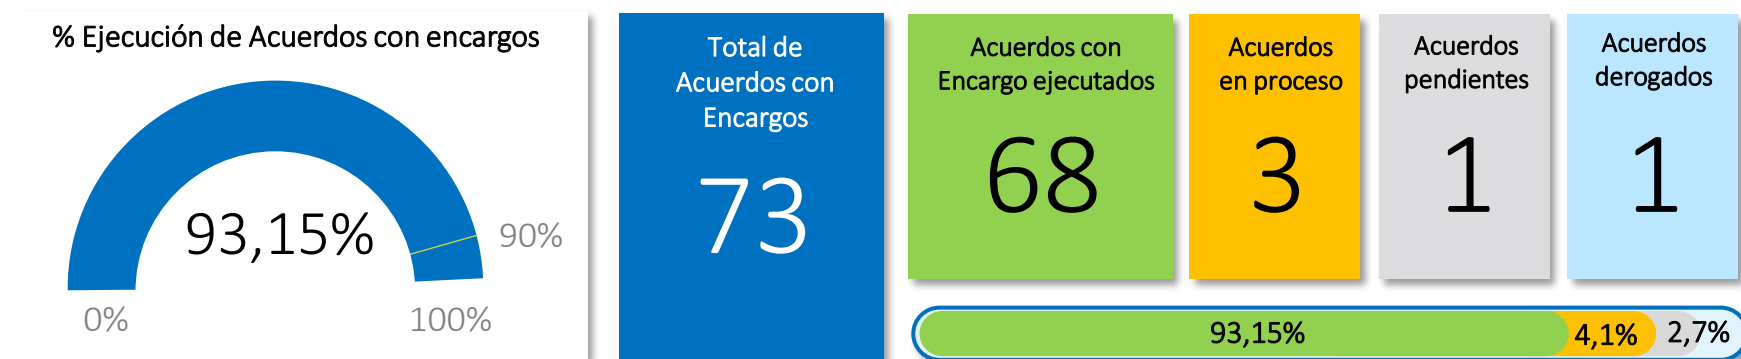 % Ejecución de Acuerdos con encargos
93,15%
90%
0%
100%
Total de
Acuerdos con
Encargos
73
Acuerdos con
Encargo ejecutados
68
Acuerdos
en proceso
3
Acuerdos
pendientes
1
Acuerdos
derogados
1
93,15%
4,1%
2,7%